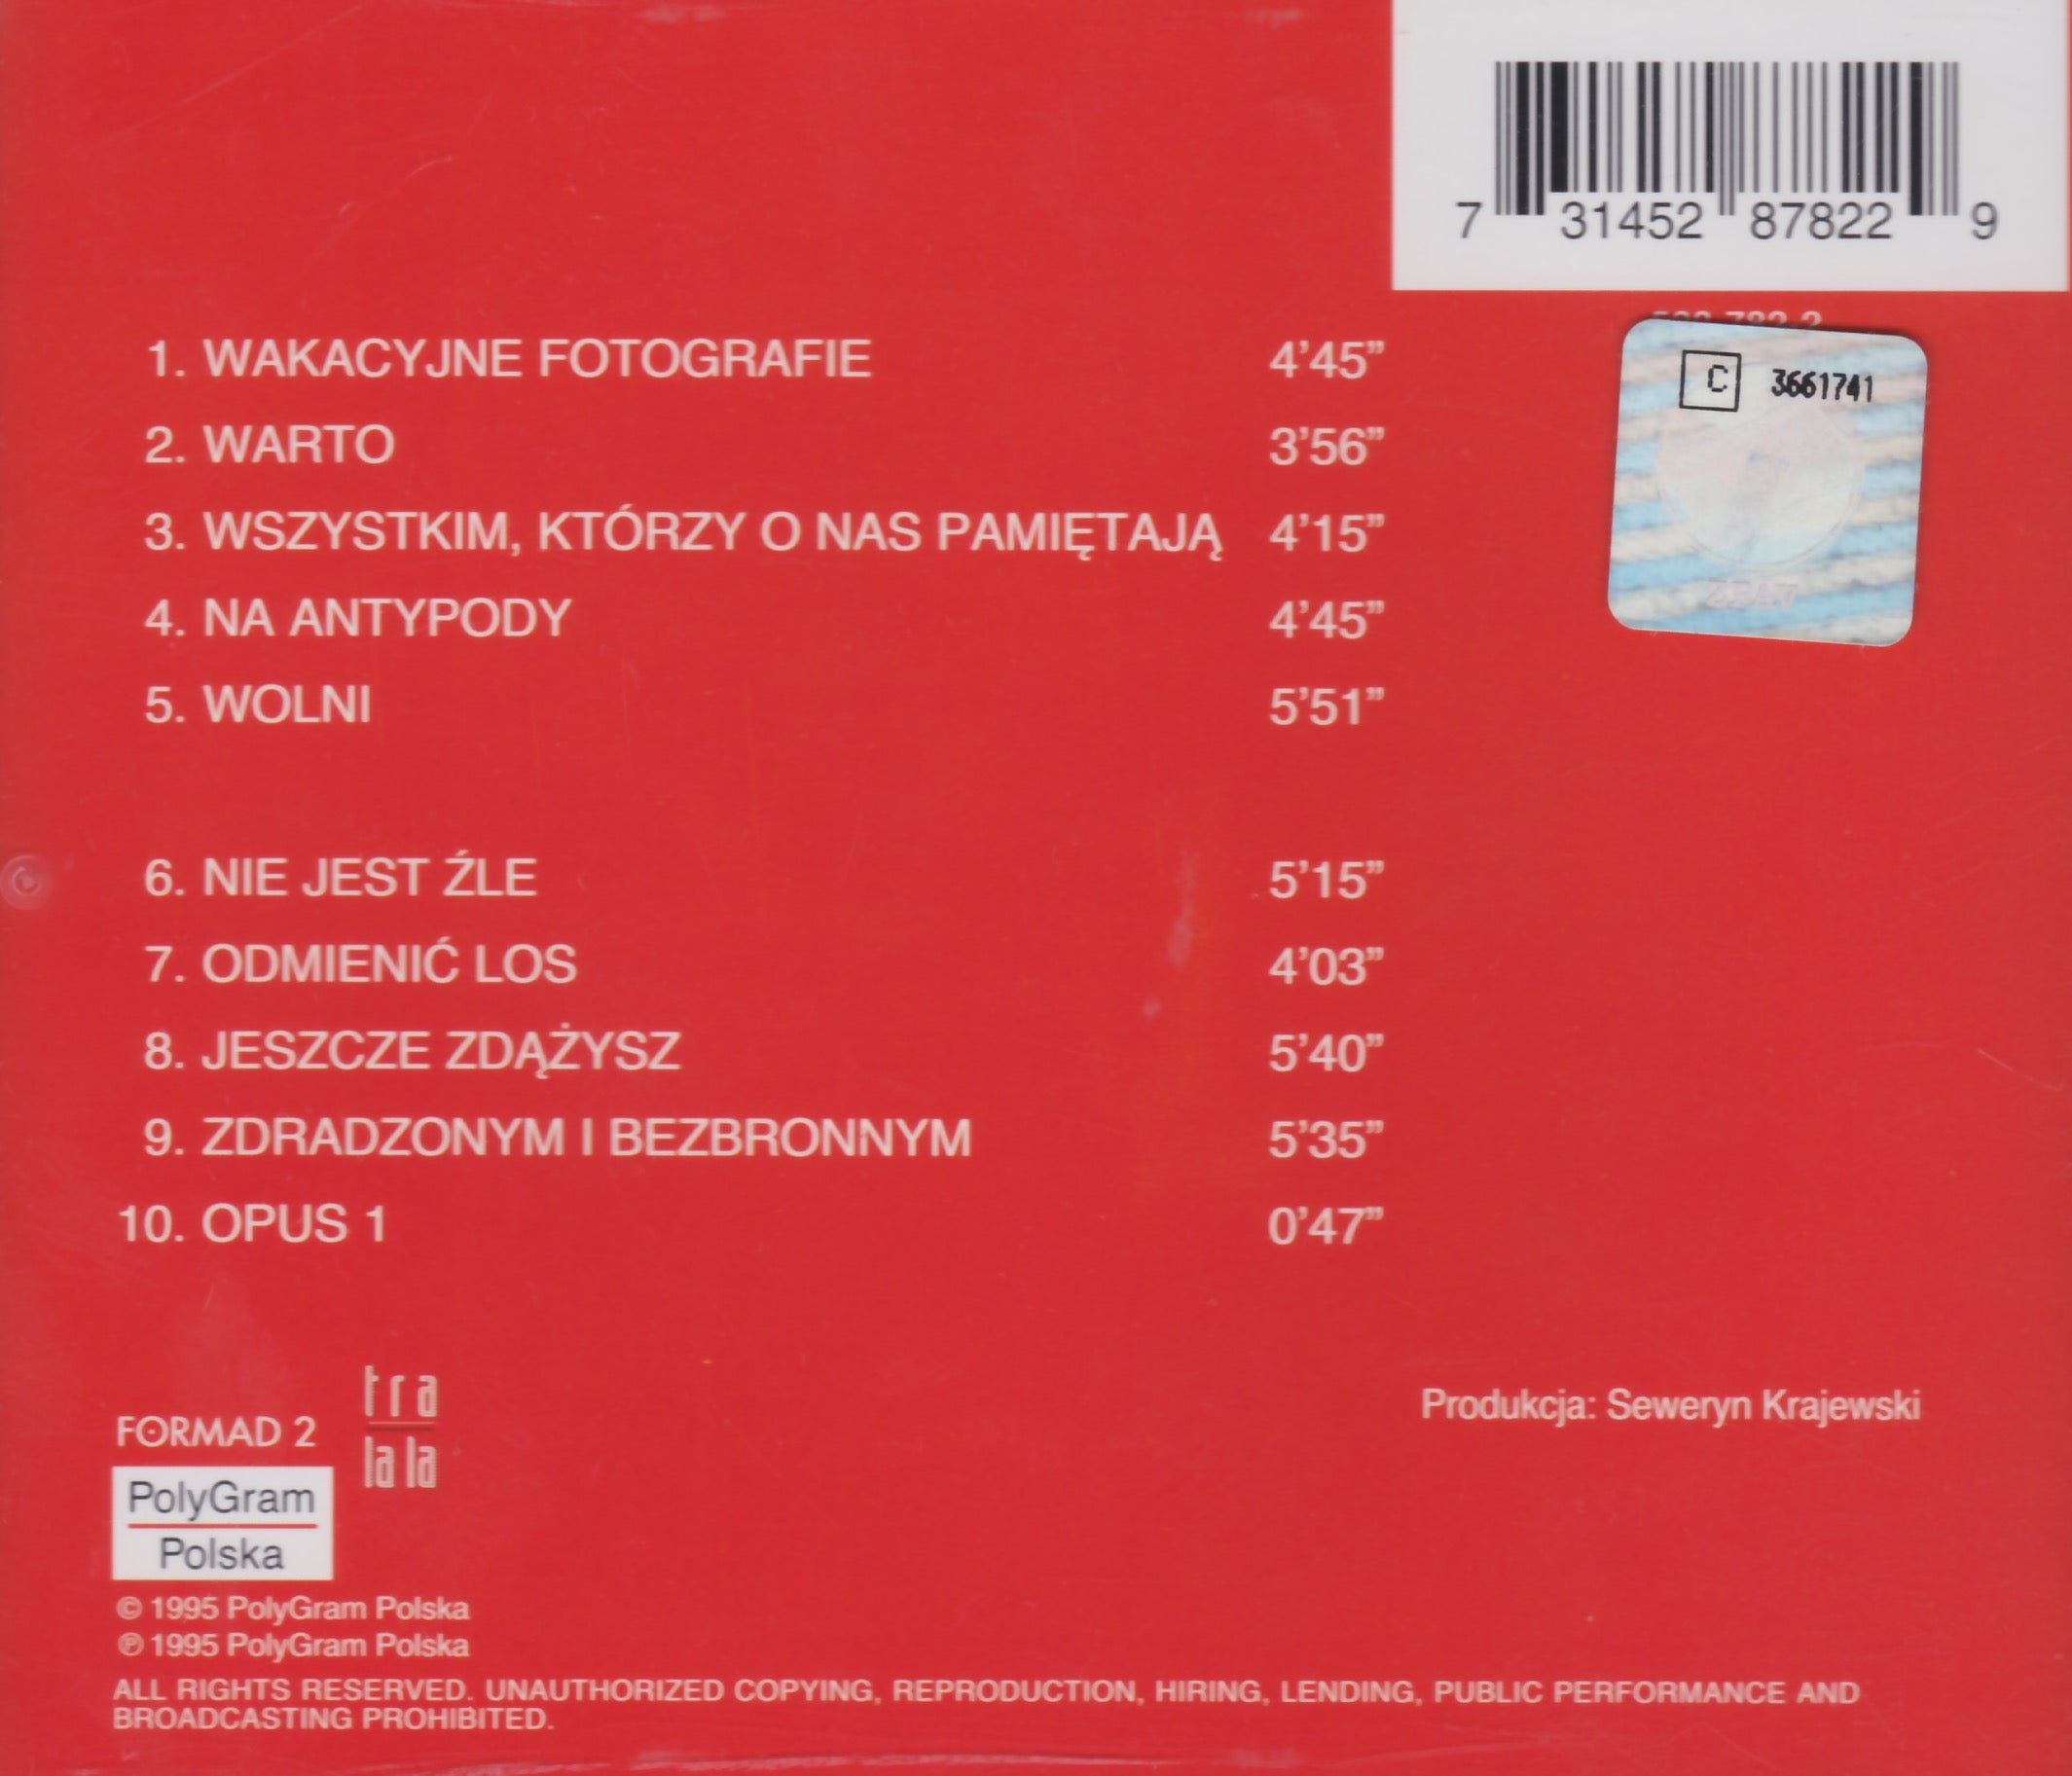 7 31452 87822 9
C 3661741
1. WAKACYJNE FOTOGRAFIE 4'45”
2. WARTO 3'56”
3. WSZYSTKIM, KTÓRZY O NAS PAMIĘTAJĄ 4'15”
4. NA ANTYPODY 4'45”
5. WOLNI 5'51”
6. NIE JEST ŹLE 5'15”
7. ODMIENIĆ LOS 4'03”
8. JESZCZE ZDĄŻYSZ 5'40”
9. ZDRADZONYM I BEZBRONNYM 5'35”
10. OPUS 1 0'47”
tra
la la
FORMAD 2
Produkcja: Seweryn Krajewski
PolyGram
Polska
© 1995 PolyGram Polska
℗ 1995 PolyGram Polska
ALL RIGHTS RESERVED. UNAUTHORIZED COPYING, REPRODUCTION, HIRING, LENDING, PUBLIC PERFORMANCE AND
BROADCASTING PROHIBITED.